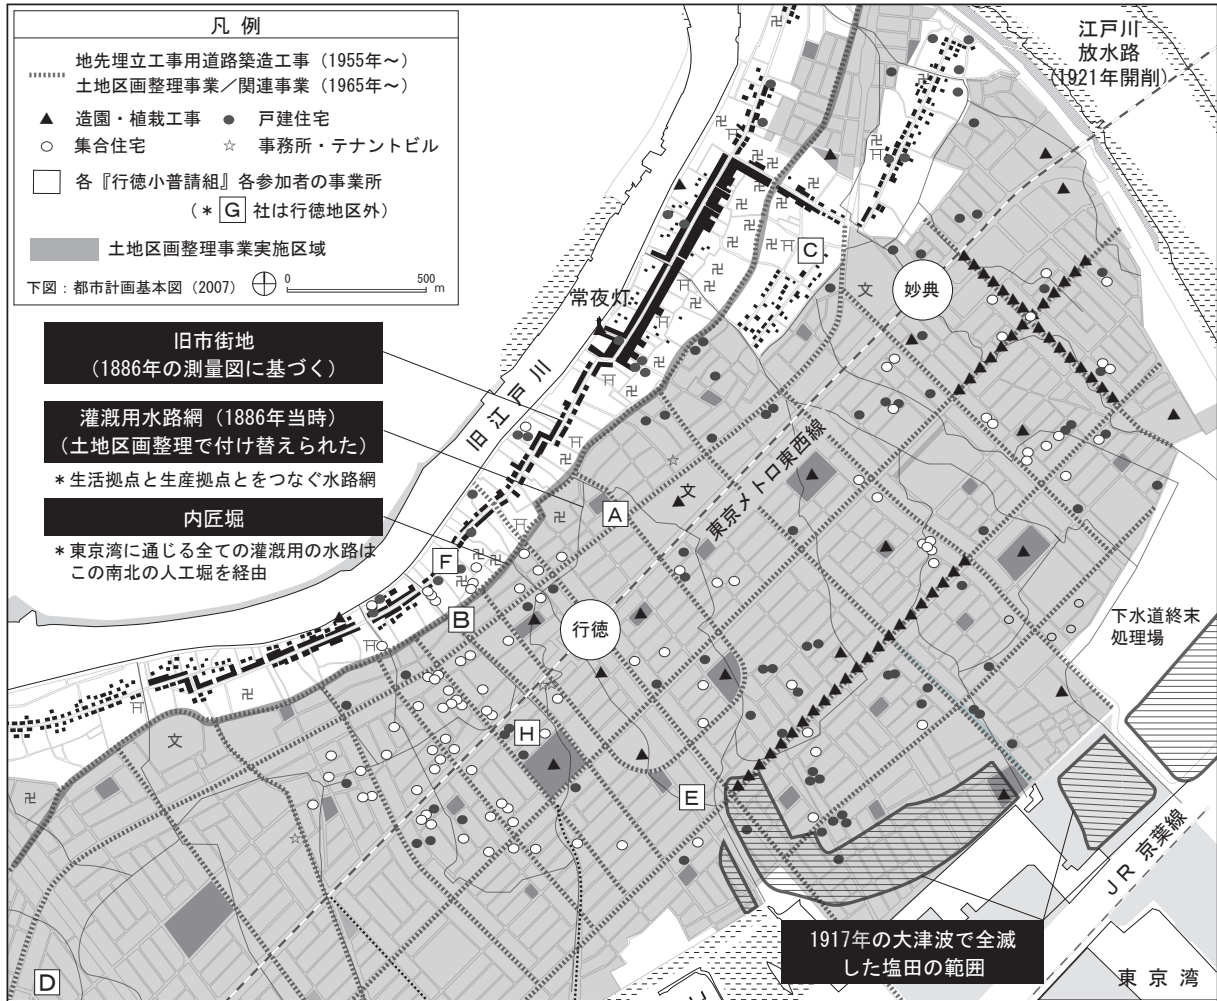 凡 例
地先埋立工事用道路築造工事（1955年～）
土地区画整理事業／関連事業（1965年～）
▲ 造園・植栽工事 ● 戸建住宅
○ 集合住宅 ☆ 事務所・テナントビル
各『行徳小普請組』各参加者の事業所
（＊ G 社は行徳地区外）
土地区画整理事業実施区域
下図：都市計画基本図（2007） 0 500m
江戸川
放水路
(1921年開削)
C
妙典
文
常夜灯
旧市街地
（1886年の測量図に基づく）
旧江戸川
灌漑用水路網（1886年当時）
（土地区画整理で付け替えられた）
＊生活拠点と生産拠点とをつなぐ水路網
東京メトロ東西線
文
A
内匠堀
＊東京湾に通じる全ての灌漑用の水路は
この南北の人工堀を経由
F
B
行徳
下水道終末
処理場
文
H
E
JR 京葉線
1917年の大津波で全滅
した塩田の範囲
D
東京湾